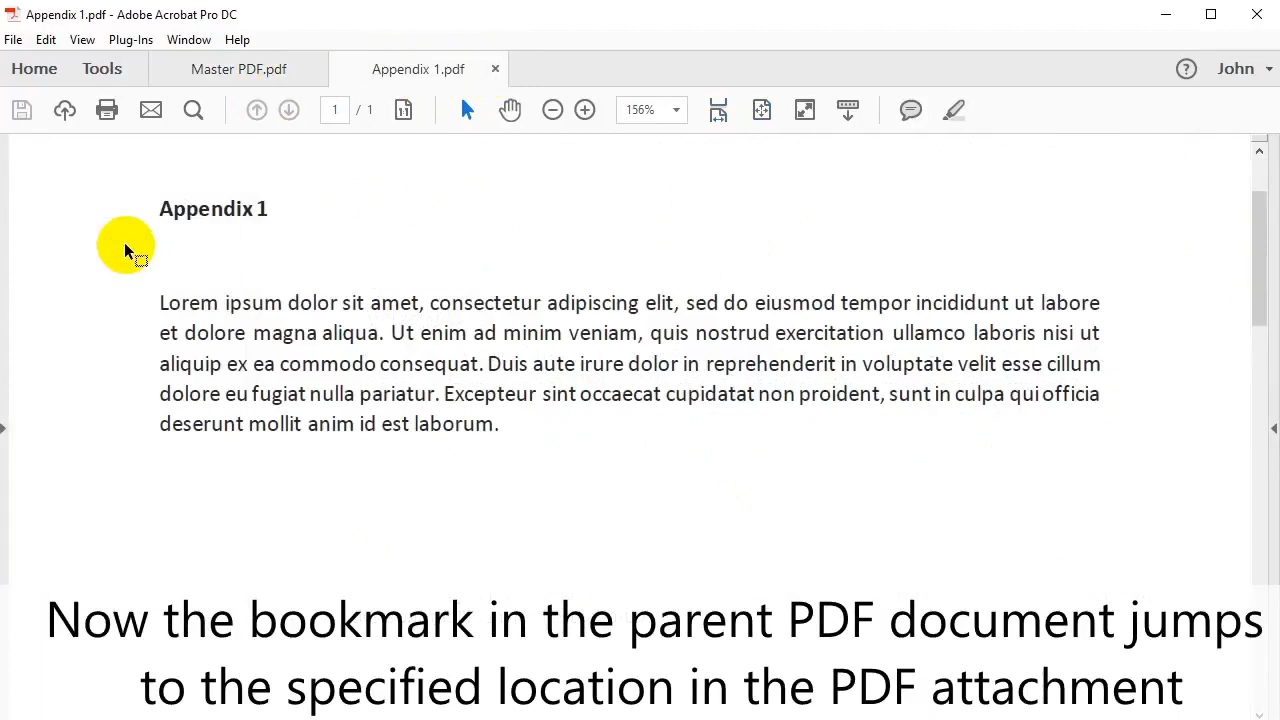 Appendix 1.pdf - Adobe Acrobat Pro DC
File Edit View Plug-Ins Window Help
Home Tools Master PDF.pdf Appendix 1.pdf × ? John
1 / 1 156%
Appendix 1
Lorem ipsum dolor sit amet, consectetur adipiscing elit, sed do eiusmod tempor incididunt ut labore
et dolore magna aliqua. Ut enim ad minim veniam, quis nostrud exercitation ullamco laboris nisi ut
aliquip ex ea commodo consequat. Duis aute irure dolor in reprehenderit in voluptate velit esse cillum
dolore eu fugiat nulla pariatur. Excepteur sint occaecat cupidatat non proident, sunt in culpa qui officia
deserunt mollit anim id est laborum.
Now the bookmark in the parent PDF document jumps
to the specified location in the PDF attachment